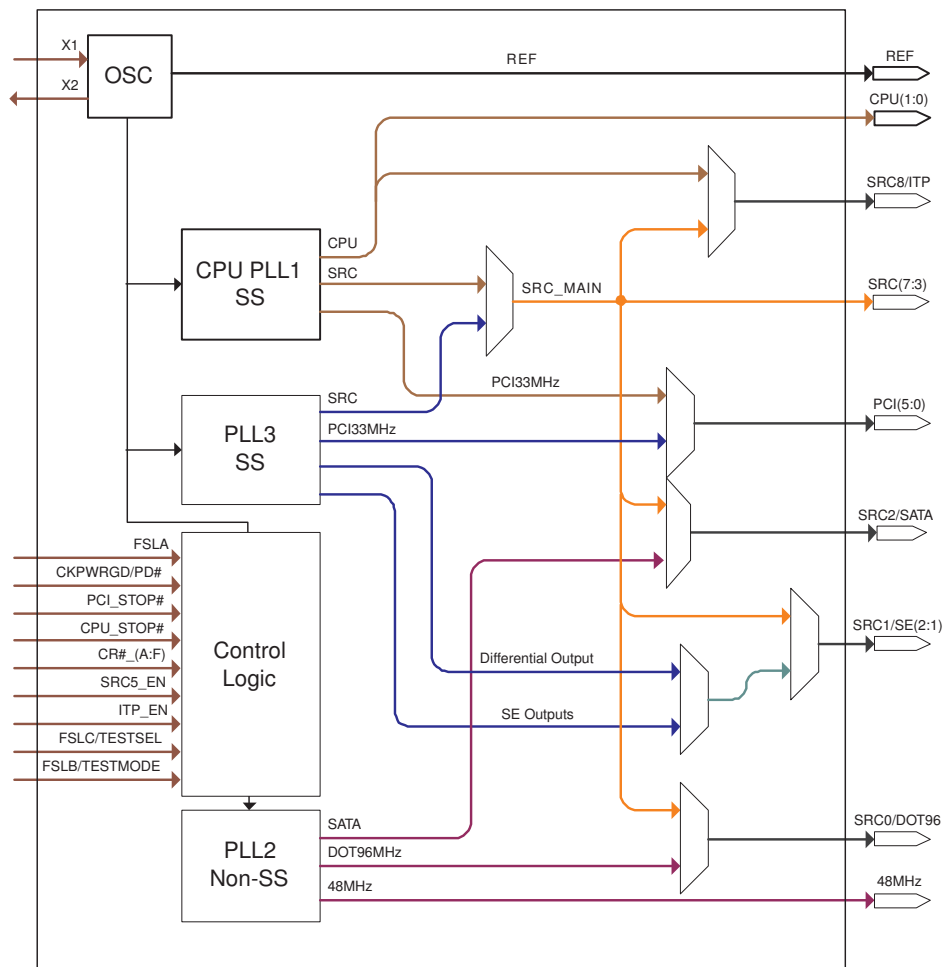 X1
X2
OSC
REF
REF
CPU(1:0)
SRC8/ITP
CPU PLL1
SS
CPU
SRC
SRC_MAIN
SRC(7:3)
PCI33MHz
PCI(5:0)
PLL3
SS
SRC
PCI33MHz
SRC2/SATA
FSLA
CKPWRGD/PD#
PCI_STOP#
CPU_STOP#
CR#_(A:F)
SRC5_EN
ITP_EN
FSLC/TESTSEL
FSLB/TESTMODE
Control
Logic
Differential Output
SE Outputs
SRC1/SE(2:1)
PLL2
Non-SS
SATA
DOT96MHz
48MHz
SRC0/DOT96
48MHz